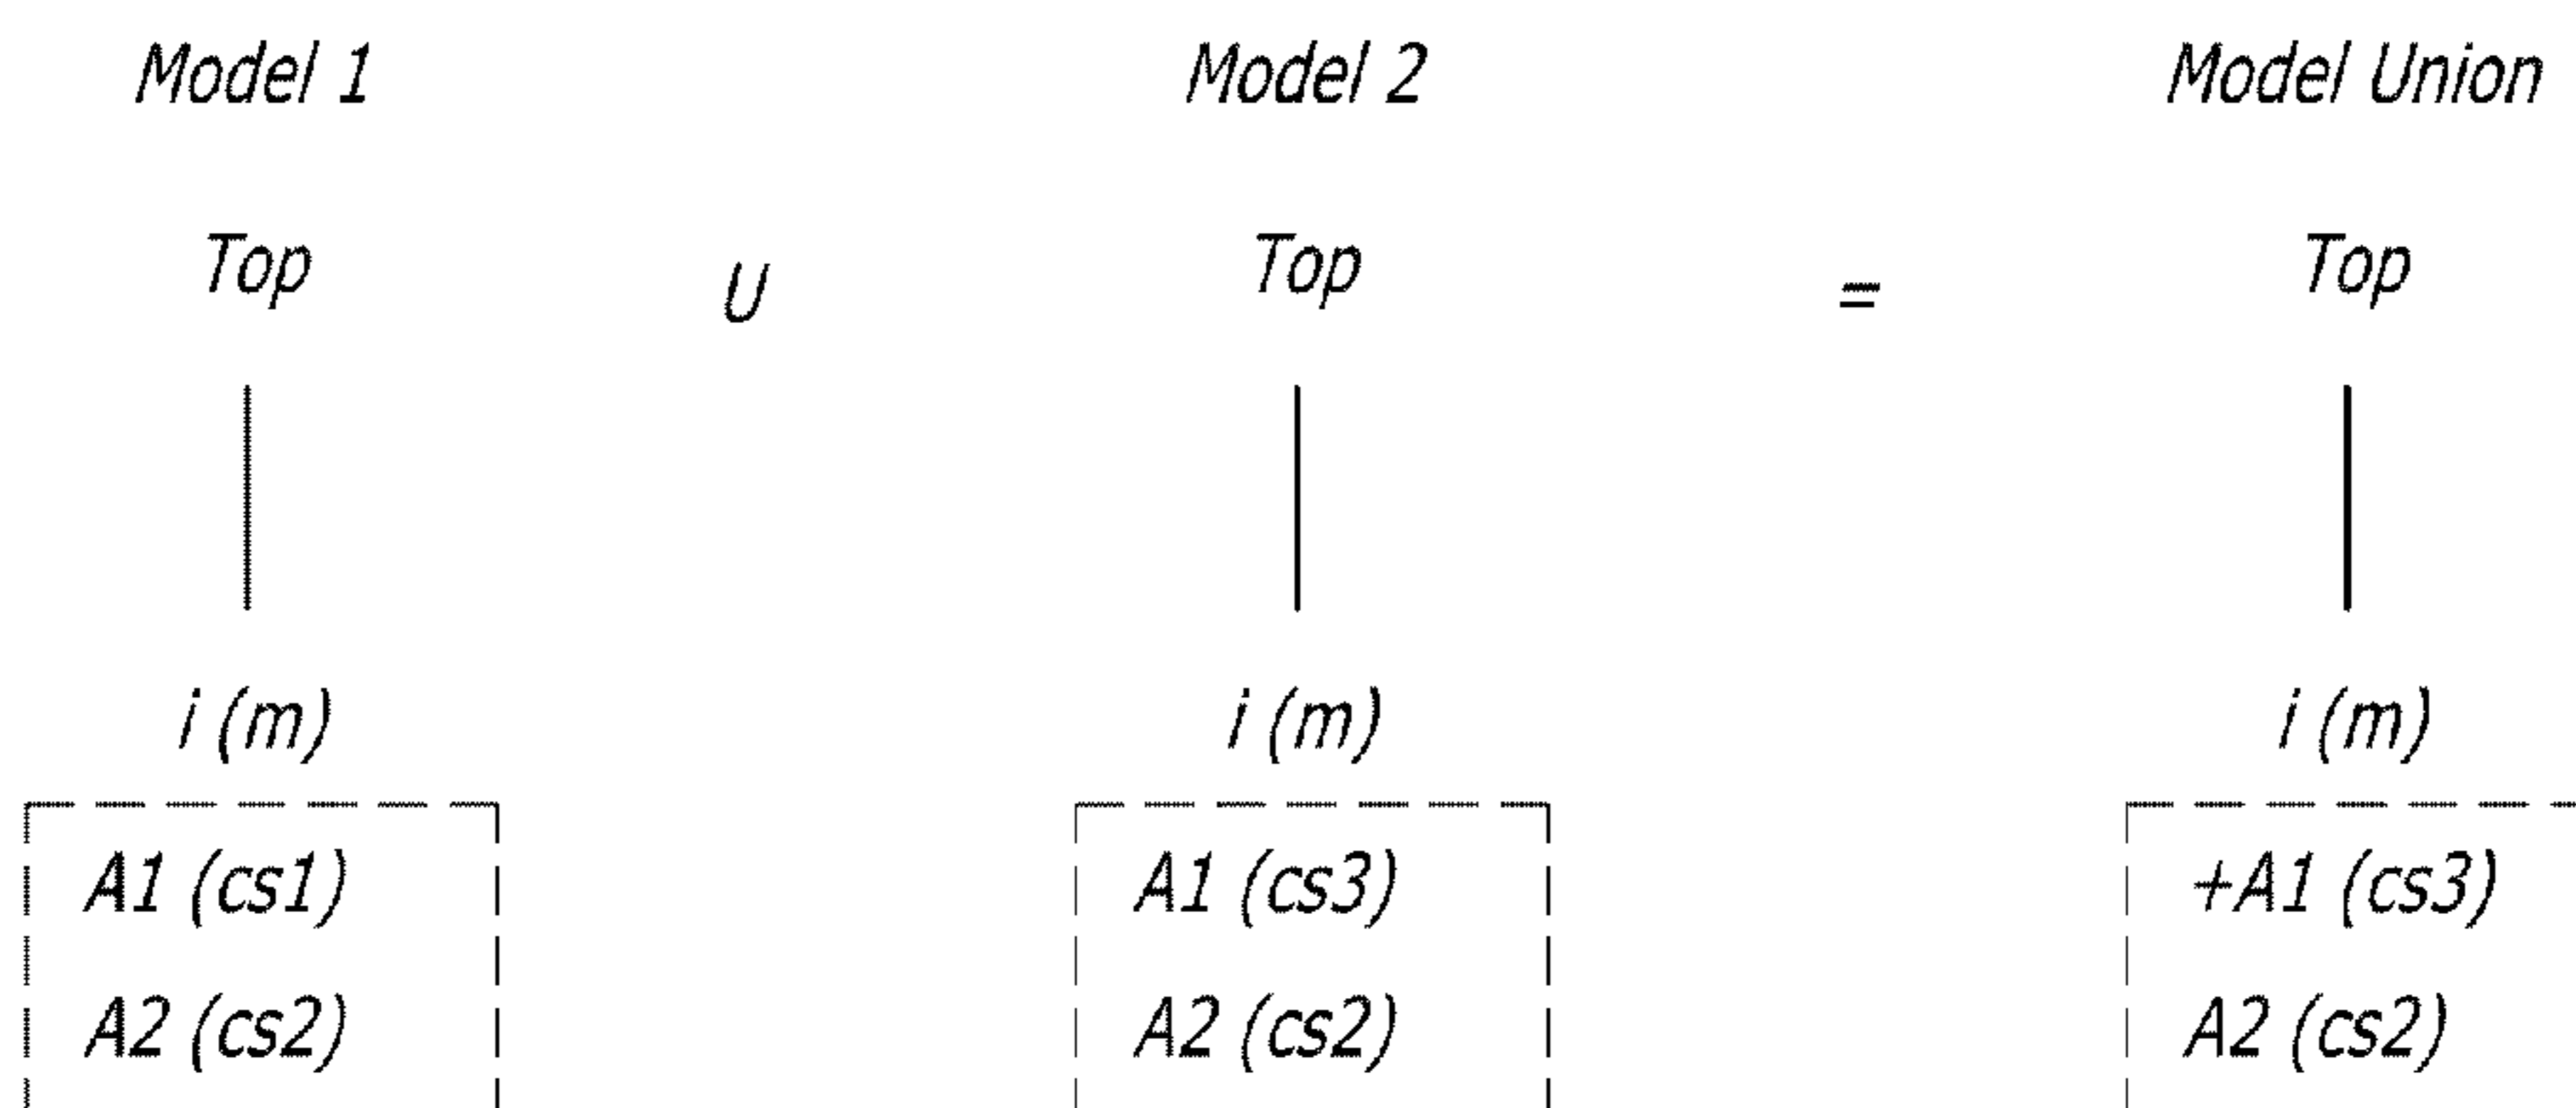 Model 1 Model 2 Model Union
Top U Top = Top
i (m) i (m) i (m)
A1 (cs1) A1 (cs3) +A1 (cs3)
A2 (cs2) A2 (cs2) A2 (cs2)